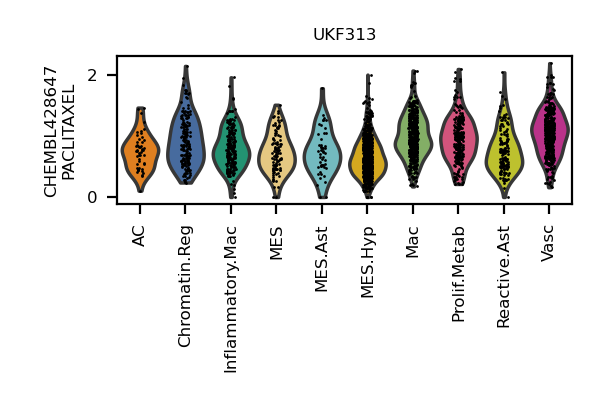 UKF313
CHEMBL428647
PACLITAXEL
2
0
AC
Chromatin.Reg
Inflammatory.Mac
MES
MES.Ast
MES.Hyp
Mac
Prolif.Metab
Reactive.Ast
Vasc